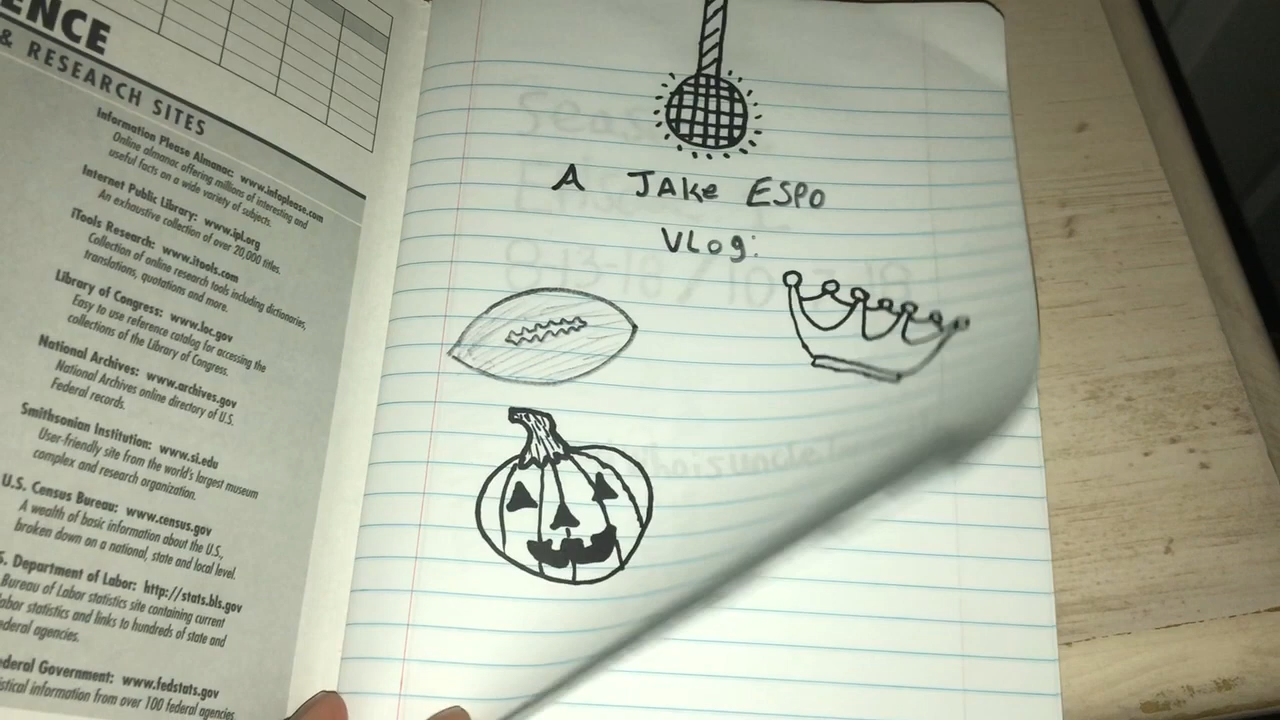 ENCE
& RESEARCH SITES
Information Please Almanac: www.infoplease.com
Online almanac offering millions of interesting and
useful facts on a wide variety of subjects.
Internet Public Library: www.ipl.org
An exhaustive collection of over 20,000 titles.
iTools Research: www.itools.com
Collection of online research tools including dictionaries,
translations, quotations and more.
Library of Congress: www.loc.gov
Easy to use reference catalog for accessing the
collections of the Library of Congress.
National Archives: www.archives.gov
National Archives online directory of U.S.
Federal records.
Smithsonian Institution: www.si.edu
User-friendly site from the world's largest museum
complex and research organization.
U.S. Census Bureau: www.census.gov
A wealth of basic information about the U.S.,
broken down on a national, state and local level.
S. Department of Labor: http://stats.bls.gov
Bureau of Labor statistics site containing current
labor statistics and links to hundreds of state and
ederal agencies.
ederal Government: www.fedstats.gov
istical information from over 100 federal agencies
A JAke ESPO
VLog: